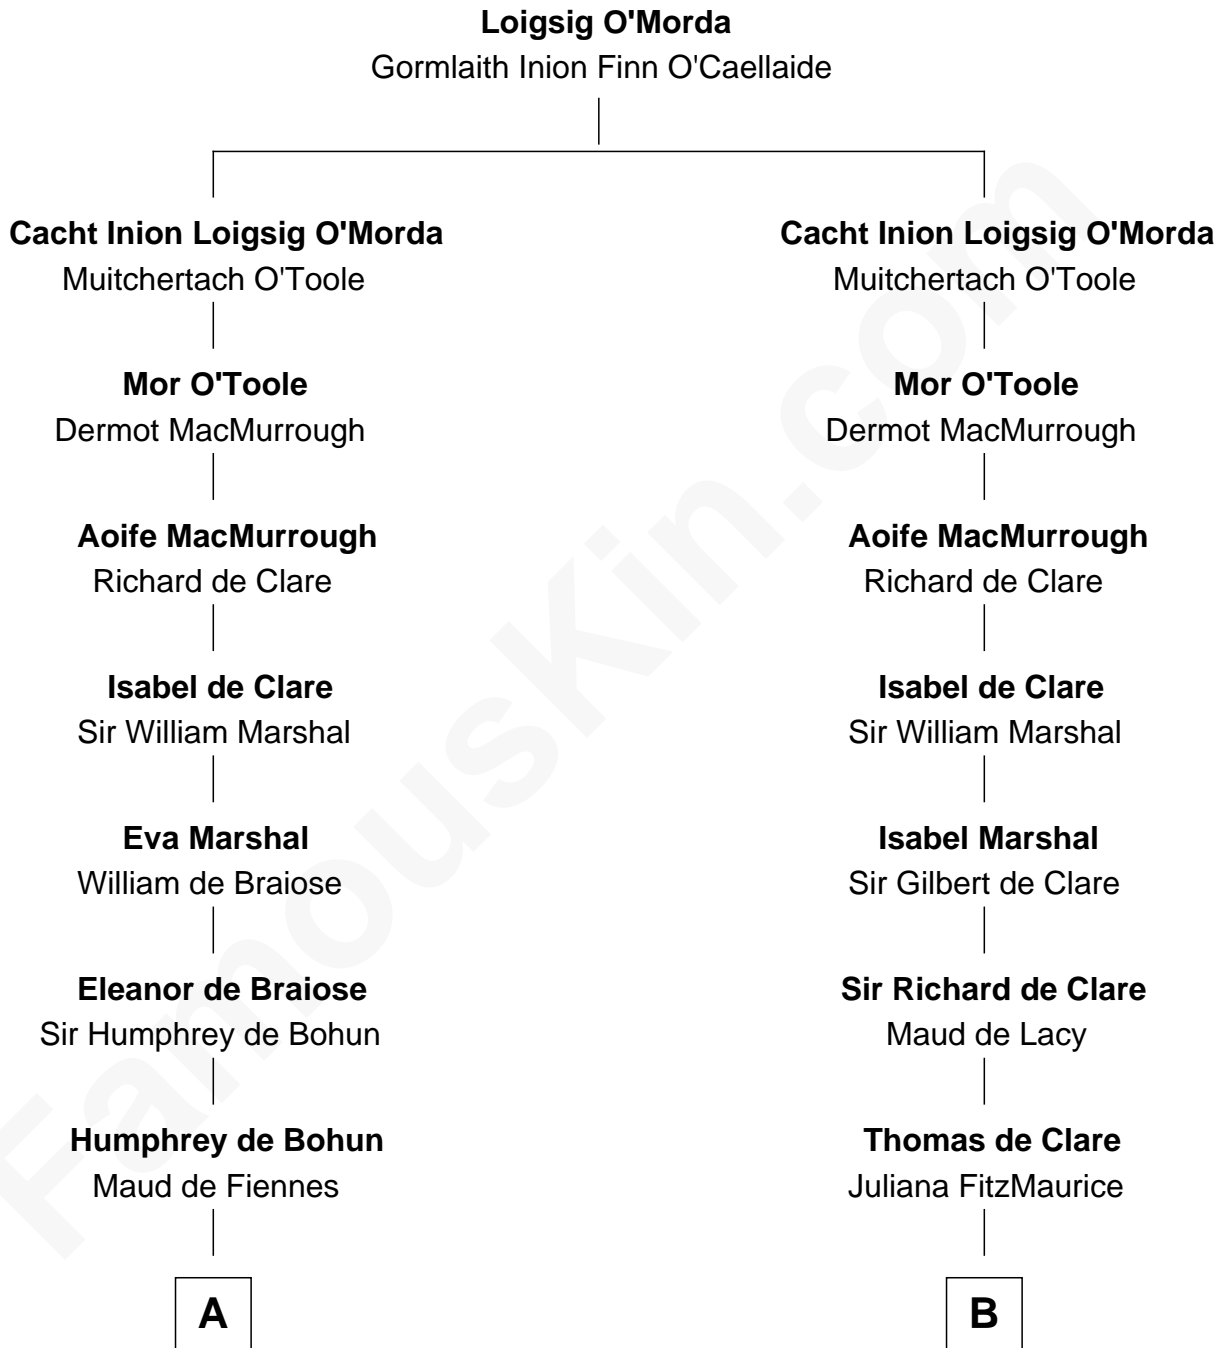 Loigsig O'Morda
Gormlaith Inion Finn O'Caellaide
Cacht Inion Loigsig O'Morda
Muitchertach O'Toole
Mor O'Toole
Dermot MacMurrough
Aoife MacMurrough
Richard de Clare
Isabel de Clare
Sir William Marshal
Eva Marshal
William de Braiose
Eleanor de Braiose
Sir Humphrey de Bohun
Humphrey de Bohun
Maud de Fiennes
A
Cacht Inion Loigsig O'Morda
Muitchertach O'Toole
Mor O'Toole
Dermot MacMurrough
Aoife MacMurrough
Richard de Clare
Isabel de Clare
Sir William Marshal
Isabel Marshal
Sir Gilbert de Clare
Sir Richard de Clare
Maud de Lacy
Thomas de Clare
Juliana FitzMaurice
B
FamousKin.com